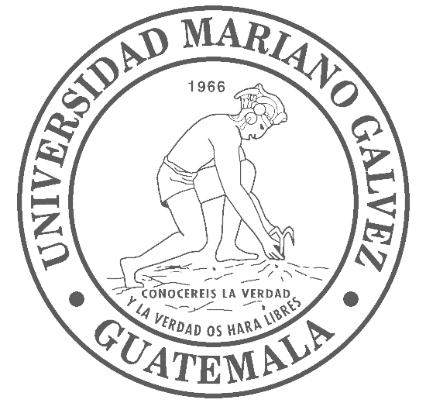 UNIVERSIDAD MARIANO GALVEZ
1966
CONOCEREIS LA VERDAD
Y LA VERDAD OS HARA LIBRES
GUATEMALA